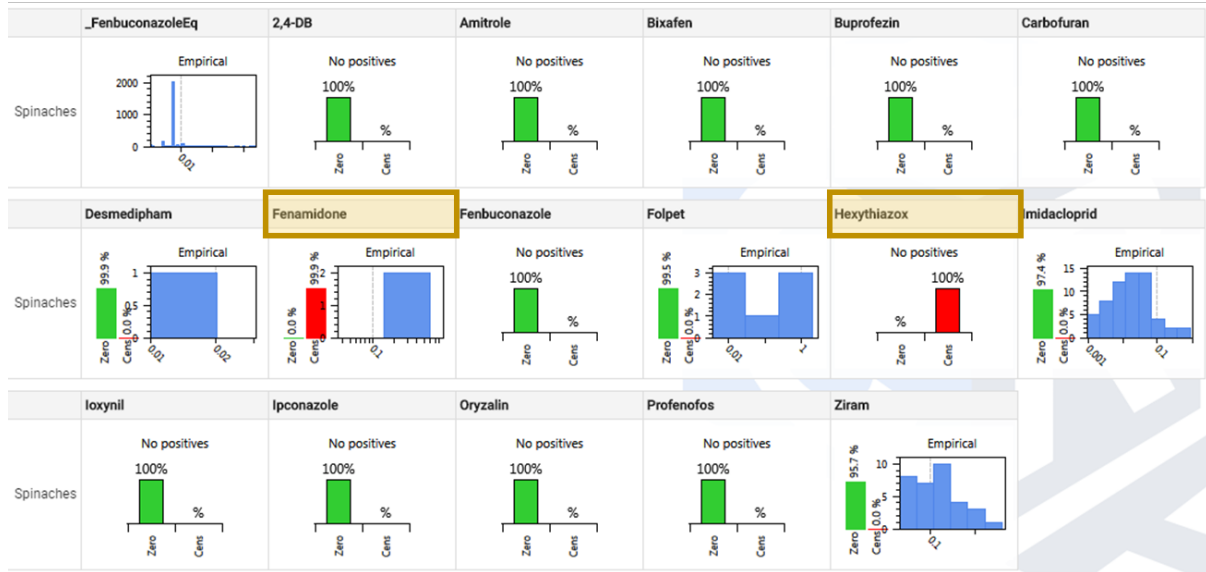 _FenbuconazoleEq 2,4-DB Amitrole Bixafen Buprofezin Carbofuran
Empirical No positives No positives No positives No positives No positives
2000 100% 100% 100% 100% 100%
Spinaches 1000 % % % % %
0
0.01 Zero Cens Zero Cens Zero Cens Zero Cens Zero Cens
Desmedipham Fenamidone Fenbuconazole Folpet Hexythiazox Imidacloprid
99.9 % Empirical 99.9 % Empirical No positives 99.5 % Empirical No positives 97.4 % Empirical
1 2 100% 3 100% 15
Spinaches 0.5 0.0 % 1 % 2 0.0 % % 10 0.0 %
0 0 1 5
0 0
Zero Cens 0.01 0.02 Zero Cens 0.1 Zero Cens Zero Cens 0.01 1 Zero Cens Zero Cens 0.001 0.1
Ioxynil Ipconazole Oryzalin Profenofos Ziram
No positives No positives No positives No positives 95.7 % Empirical
100% 100% 100% 100% 10
Spinaches % % % % 0.0 % 5
0
Zero Cens Zero Cens Zero Cens Zero Cens Zero Cens 0.1